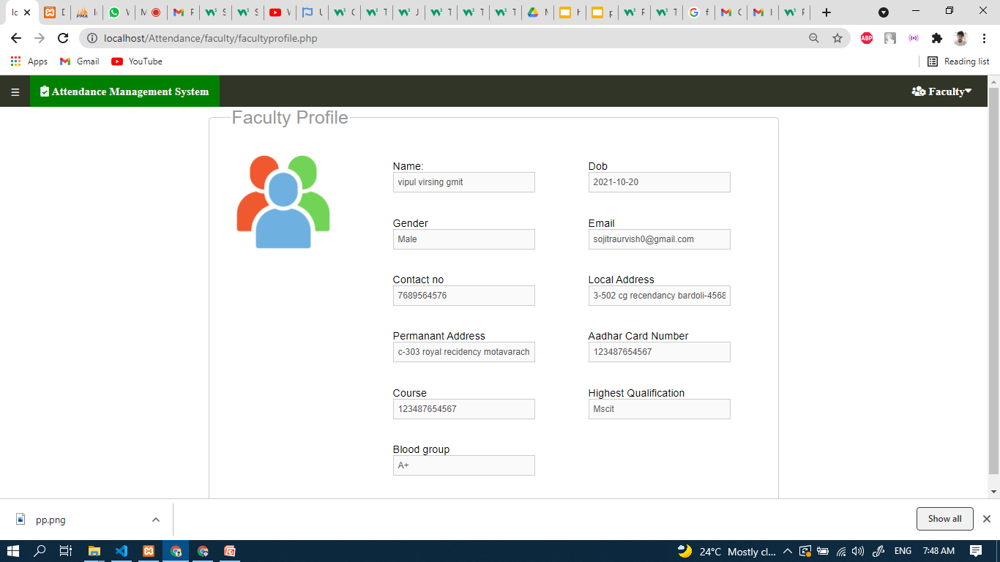 Ic
localhost/Attendance/faculty/facultyprofile.php
ABP
Apps Gmail YouTube Reading list
☰ Attendance Management System Faculty
Faculty Profile
Name: Dob
vipul virsing gmit 2021-10-20
Gender Email
Male sojitraurvish0@gmail.com
Contact no Local Address
7689564576 3-502 cg recendancy bardoli-4568
Permanant Address Aadhar Card Number
c-303 royal recidency motavarach 123487654567
Course Highest Qualification
123487654567 Mscit
Blood group
A+
pp.png Show all
24°C Mostly cl... ENG 7:48 AM